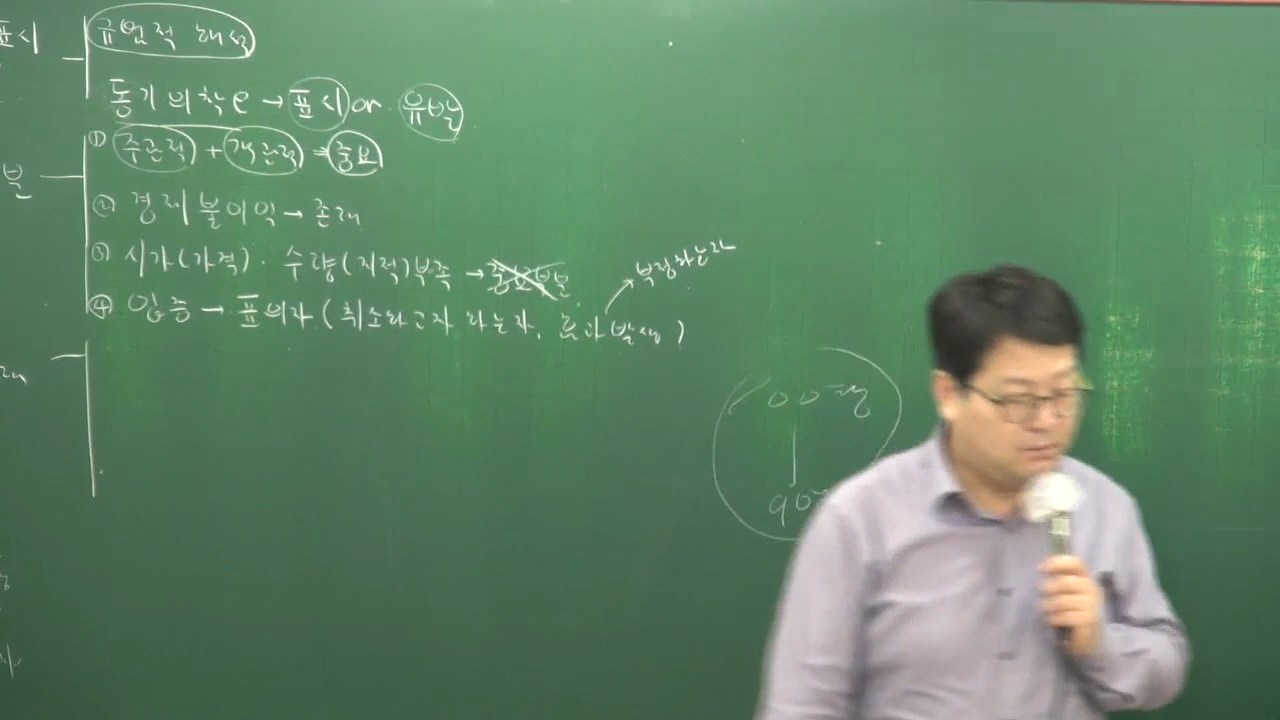 표시
규범적 해석
동기의 착오 → 표시 or 유발
① 주관적 + 객관적 ⇒ 중요
② 경제 불이익 → 존재
③ 시가(가격) · 수량(지적)부족 → 중요부분
부정하는자
④ 입증 → 표의자 (취소하고자 하는자, 효과발생)
100평
90평